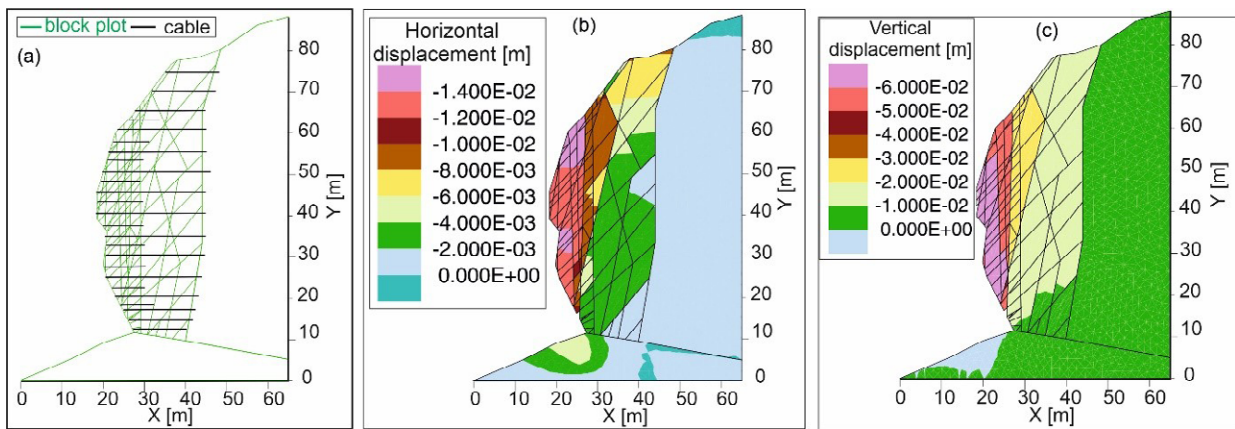 block plot cable
(a)
80
70
60
50
40
30
20
10
0
Y [m]
0 10 20 30 40 50 60
X [m]
Horizontal
displacement [m]
(b)
-1.400E-02
-1.200E-02
-1.000E-02
-8.000E-03
-6.000E-03
-4.000E-03
-2.000E-03
0.000E+00
80
70
60
50
40
30
20
10
0
Y [m]
0 10 20 30 40 50 60
X [m]
Vertical
displacement [m]
(c)
-6.000E-02
-5.000E-02
-4.000E-02
-3.000E-02
-2.000E-02
-1.000E-02
0.000E+00
80
70
60
50
40
30
20
10
0
Y [m]
0 10 20 30 40 50 60
X [m]